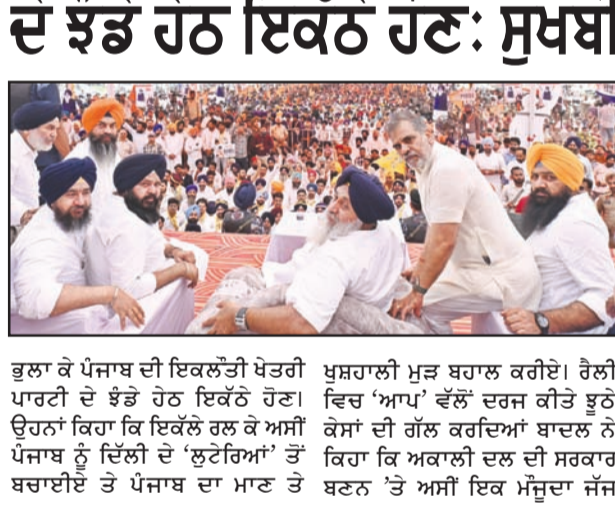 ਦੇ ਝੰਡੇ ਹੇਠ ਇਕੱਠੇ ਹੋਣ: ਸੁਖਬੀ
ਭੁਲਾ ਕੇ ਪੰਜਾਬ ਦੀ ਇਕਲੌਤੀ ਖੇਤਰੀ
ਪਾਰਟੀ ਦੇ ਝੰਡੇ ਹੇਠ ਇਕੱਠੇ ਹੋਣ।
ਉਹਨਾਂ ਕਿਹਾ ਕਿ ਇਕੱਲੇ ਰਲ ਕੇ ਅਸੀਂ
ਪੰਜਾਬ ਨੂੰ ਦਿੱਲੀ ਦੇ ‘ਲੁਟੇਰਿਆਂ’ ਤੋਂ
ਬਚਾਈਏ ਤੇ ਪੰਜਾਬ ਦਾ ਮਾਣ ਤੇ
ਖੁਸ਼ਹਾਲੀ ਮੁੜ ਬਹਾਲ ਕਰੀਏ। ਰੈਲੀ
ਵਿਚ ‘ਆਪ’ ਵੱਲੋਂ ਦਰਜ ਕੀਤੇ ਝੂਠੇ
ਕੇਸਾਂ ਦੀ ਗੱਲ ਕਰਦਿਆਂ ਬਾਦਲ ਨੇ
ਕਿਹਾ ਕਿ ਅਕਾਲੀ ਦਲ ਦੀ ਸਰਕਾਰ
ਬਣਨ ’ਤੇ ਅਸੀਂ ਇਕ ਮੌਜੂਦਾ ਜੱਜ